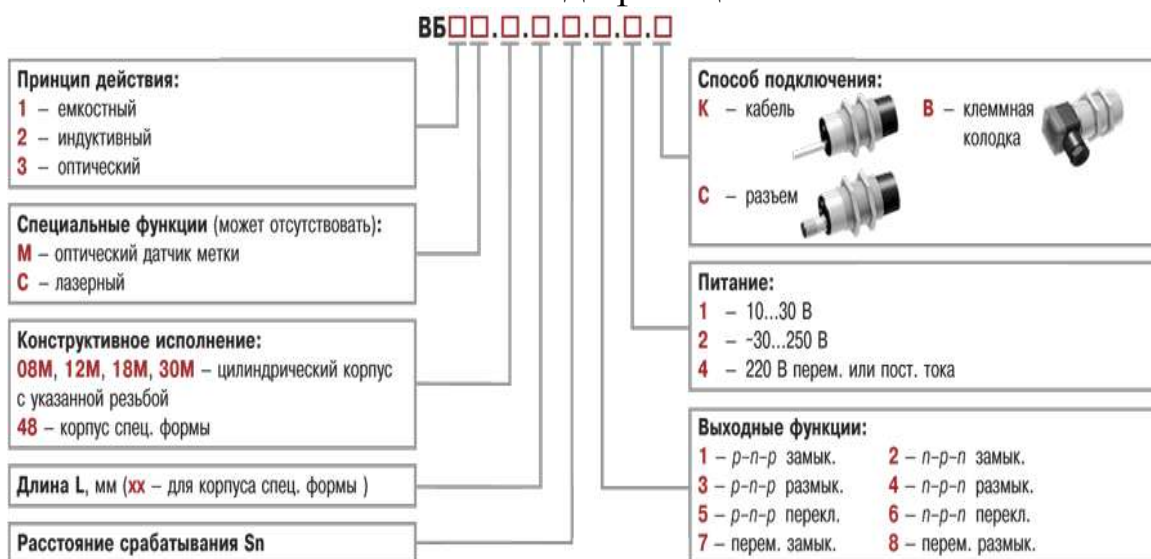 ВБ□□.□.□.□.□.□.□
Принцип действия:
1 – емкостный
2 – индуктивный
3 – оптический
Специальные функции (может отсутствовать):
М – оптический датчик метки
С – лазерный
Конструктивное исполнение:
08М, 12М, 18М, 30М – цилиндрический корпус
с указанной резьбой
48 – корпус спец. формы
Длина L, мм (хх – для корпуса спец. формы )
Расстояние срабатывания Sn
Способ подключения:
К – кабель
В – клеммная
колодка
С – разъем
Питание:
1 – 10...30 В
2 – ~30...250 В
4 – 220 В перем. или пост. тока
Выходные функции:
1 – p-n-p замык. 2 – n-p-n замык.
3 – p-n-p размык. 4 – n-p-n размык.
5 – p-n-p перекл. 6 – n-p-n перекл.
7 – перем. замык. 8 – перем. размык.